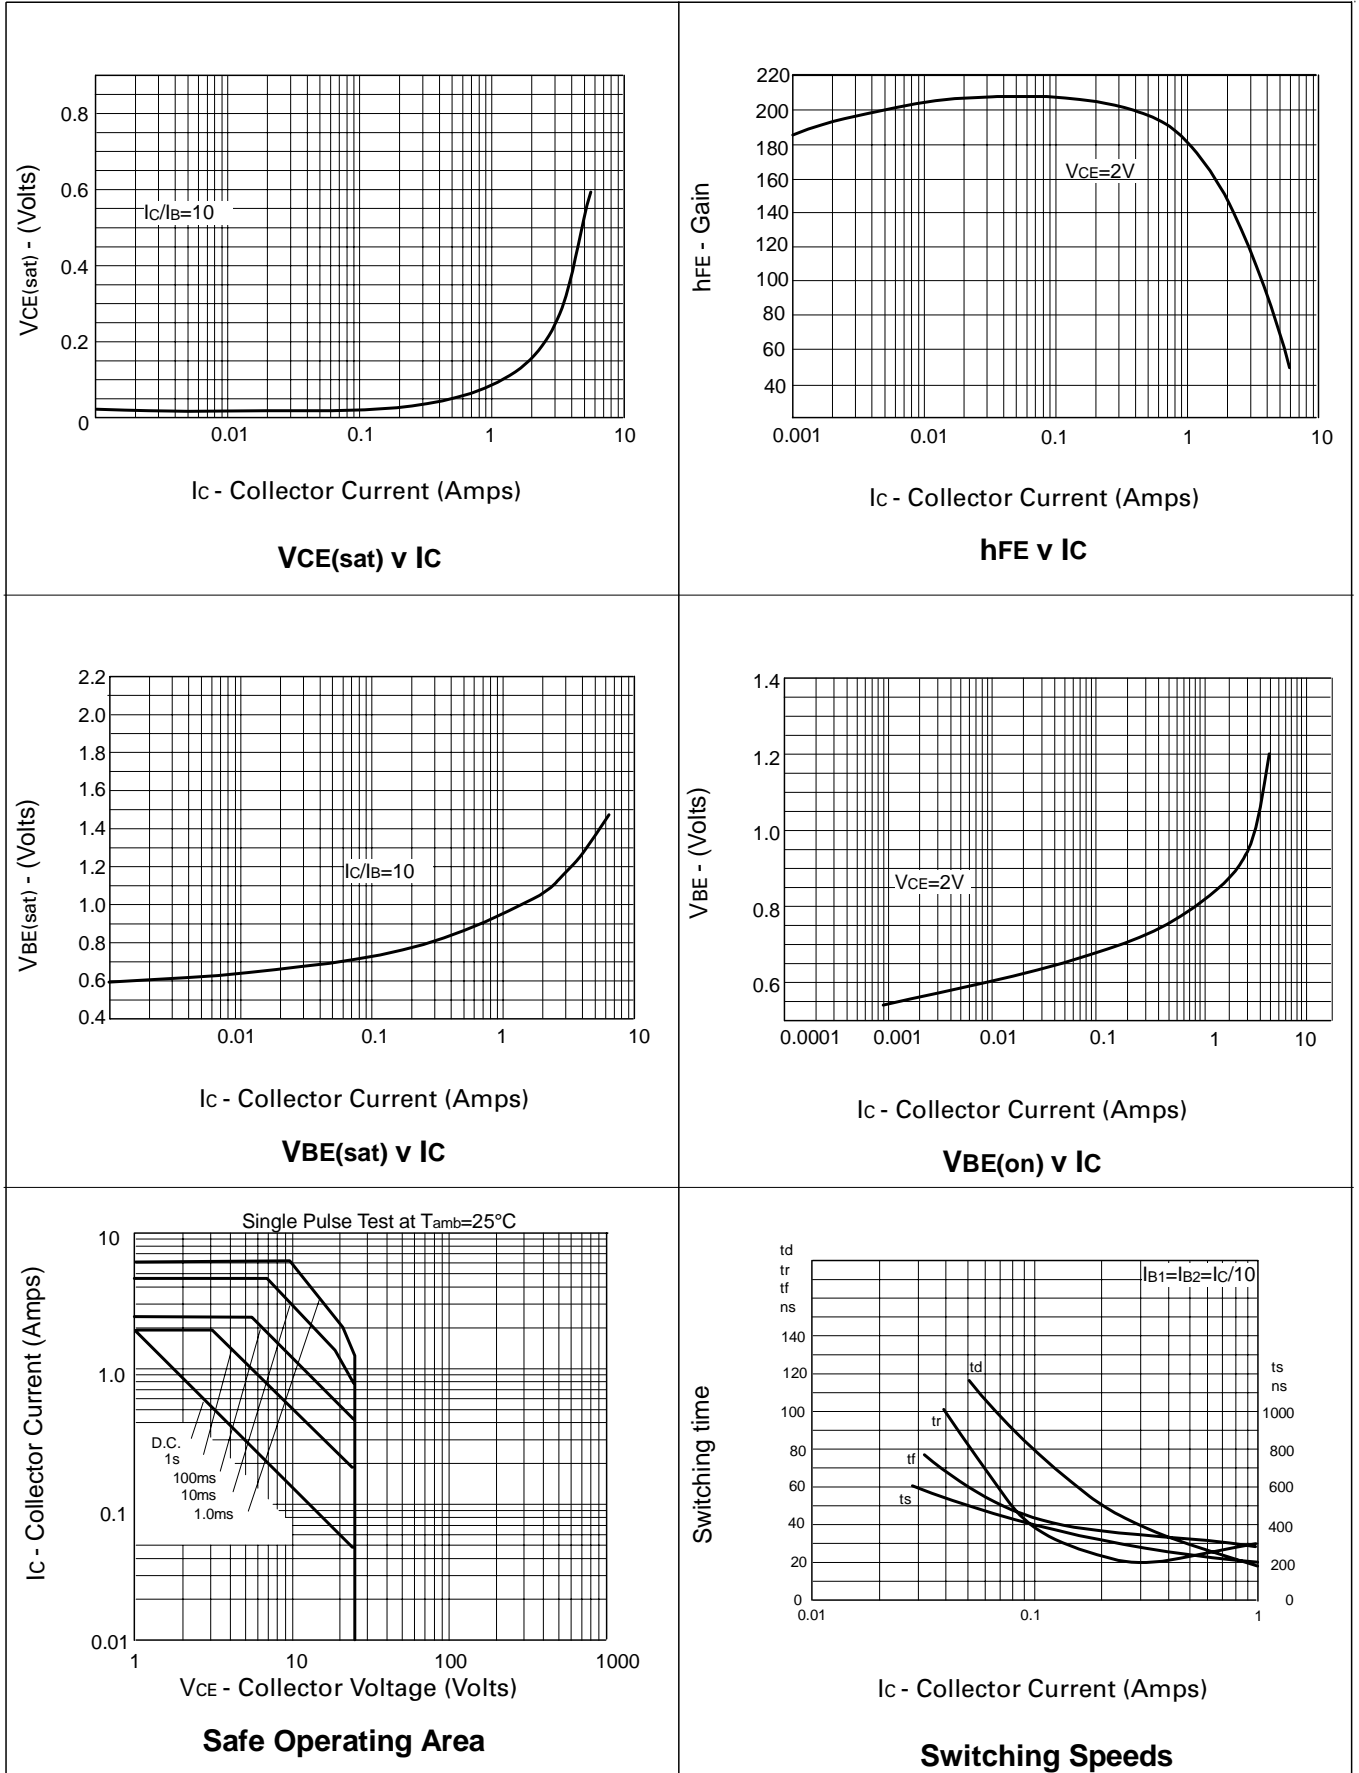 0.8
0.6
0.4
0.2
0
VCE(sat) - (Volts)
IC/IB=10
0.01 0.1 1 10
IC - Collector Current (Amps)
VCE(sat) v IC
220
200
180
160
140
120
100
80
60
40
hFE - Gain
VCE=2V
0.001 0.01 0.1 1 10
IC - Collector Current (Amps)
hFE v IC
2.2
2.0
1.8
1.6
1.4
1.2
1.0
0.8
0.6
0.4
VBE(sat) - (Volts)
IC/IB=10
0.01 0.1 1 10
IC - Collector Current (Amps)
VBE(sat) v IC
1.4
1.2
1.0
0.8
0.6
VBE - (Volts)
VCE=2V
0.0001 0.001 0.01 0.1 1 10
IC - Collector Current (Amps)
VBE(on) v IC
Single Pulse Test at Tamb=25°C
10
1.0
0.1
0.01
IC - Collector Current (Amps)
D.C.
1s
100ms
10ms
1.0ms
1 10 100 1000
VCE - Collector Voltage (Volts)
Safe Operating Area
td
tr
tf
ns
140
120
100
80
60
40
20
0
Switching time
IB1=IB2=IC/10
td
tr
tf
ts
ts
ns
1000
800
600
400
200
0
0.01 0.1 1
IC - Collector Current (Amps)
Switching Speeds